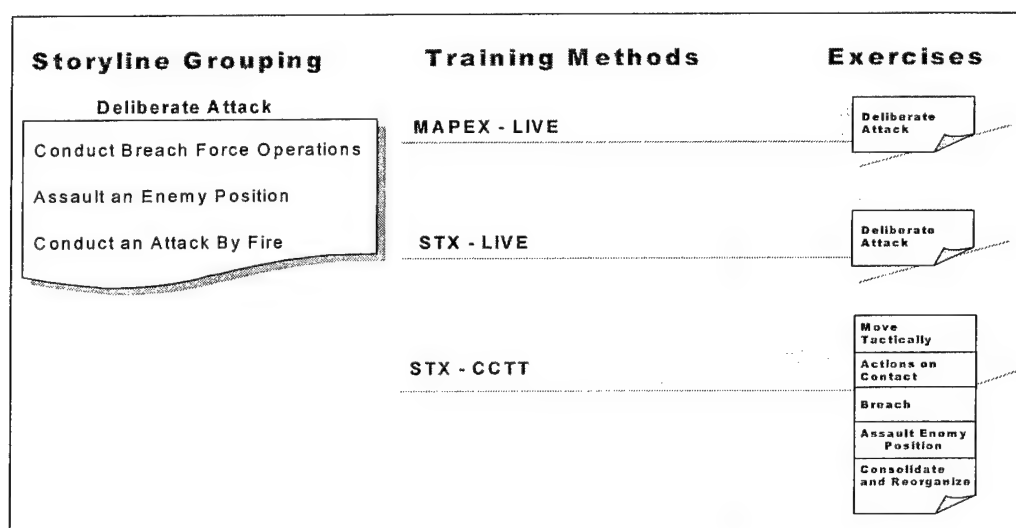 Storyline Grouping
Deliberate Attack
Conduct Breach Force Operations
Assault an Enemy Position
Conduct an Attack By Fire
Training Methods
MAPEX - LIVE
STX - LIVE
STX - CCTT
Exercises
Deliberate
Attack
Deliberate
Attack
Move
Tactically
Actions on
Contact
Breach
Assault Enemy
Position
Consolidate
and Reorganize